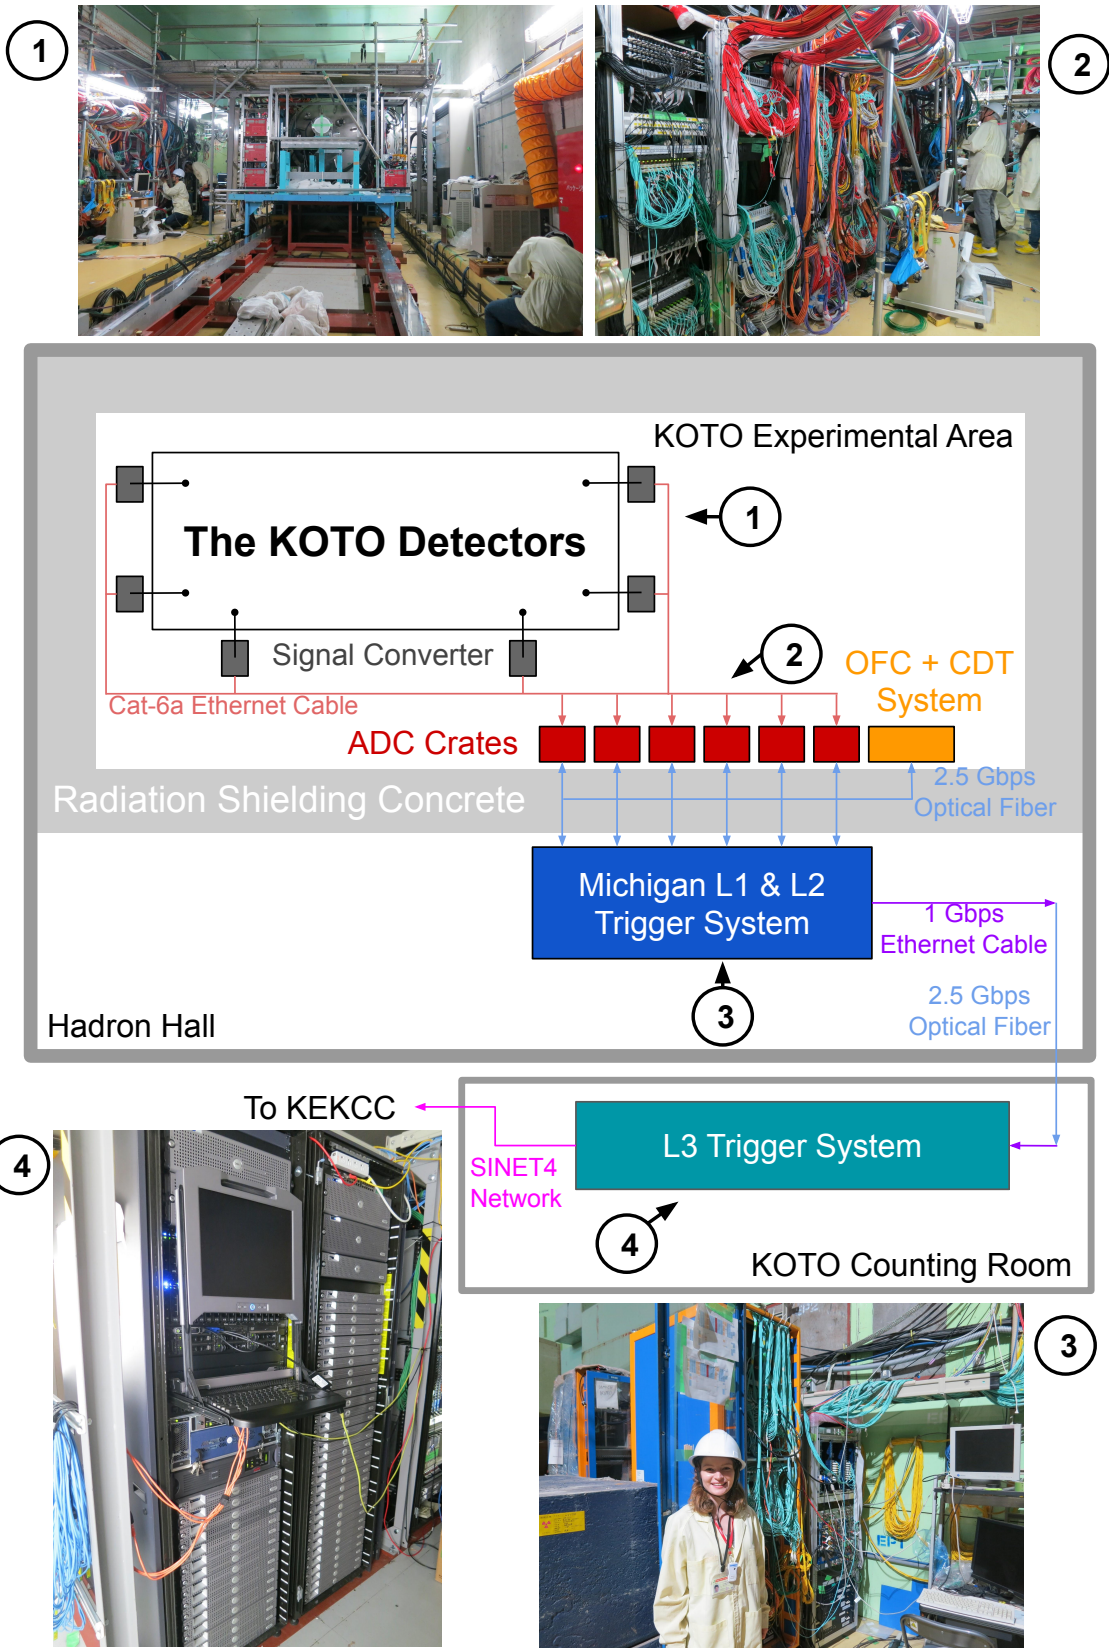 1
2
KOTO Experimental Area
1
The KOTO Detectors
2
Signal Converter
OFC + CDT
System
Cat-6a Ethernet Cable
ADC Crates
2.5 Gbps
Optical Fiber
Radiation Shielding Concrete
Michigan L1 & L2
Trigger System
1 Gbps
Ethernet Cable
3
2.5 Gbps
Optical Fiber
Hadron Hall
To KEKCC
L3 Trigger System
4
SINET4
Network
4
KOTO Counting Room
3
EPT